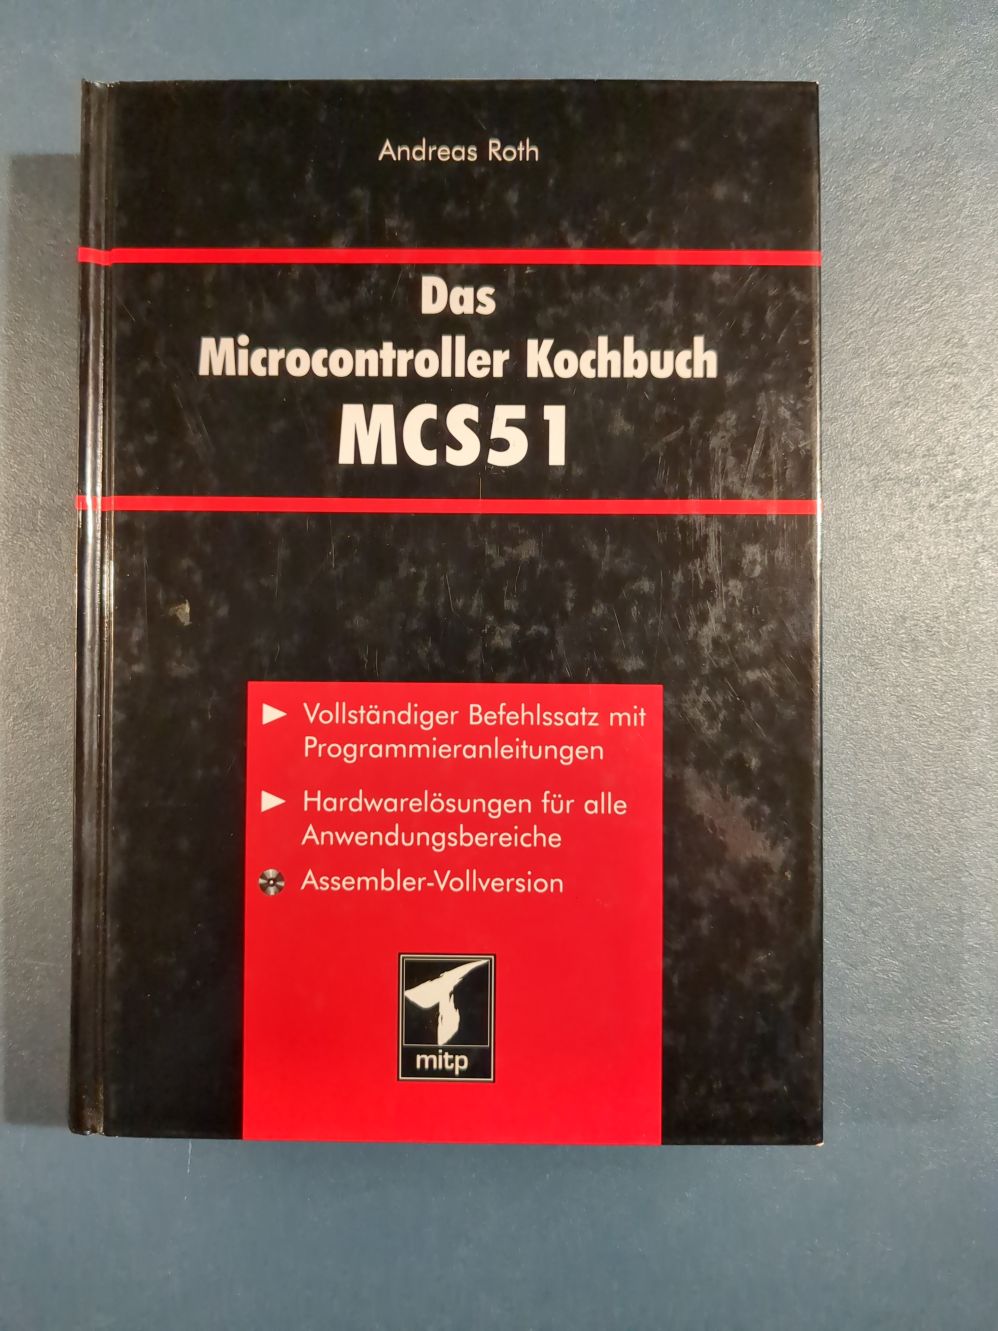 Andreas Roth
Das
Microcontroller Kochbuch
MCS51
Vollständiger Befehlssatz mit
Programmieranleitungen
Hardwarelösungen für alle
Anwendungsbereiche
Assembler-Vollversion
mitp